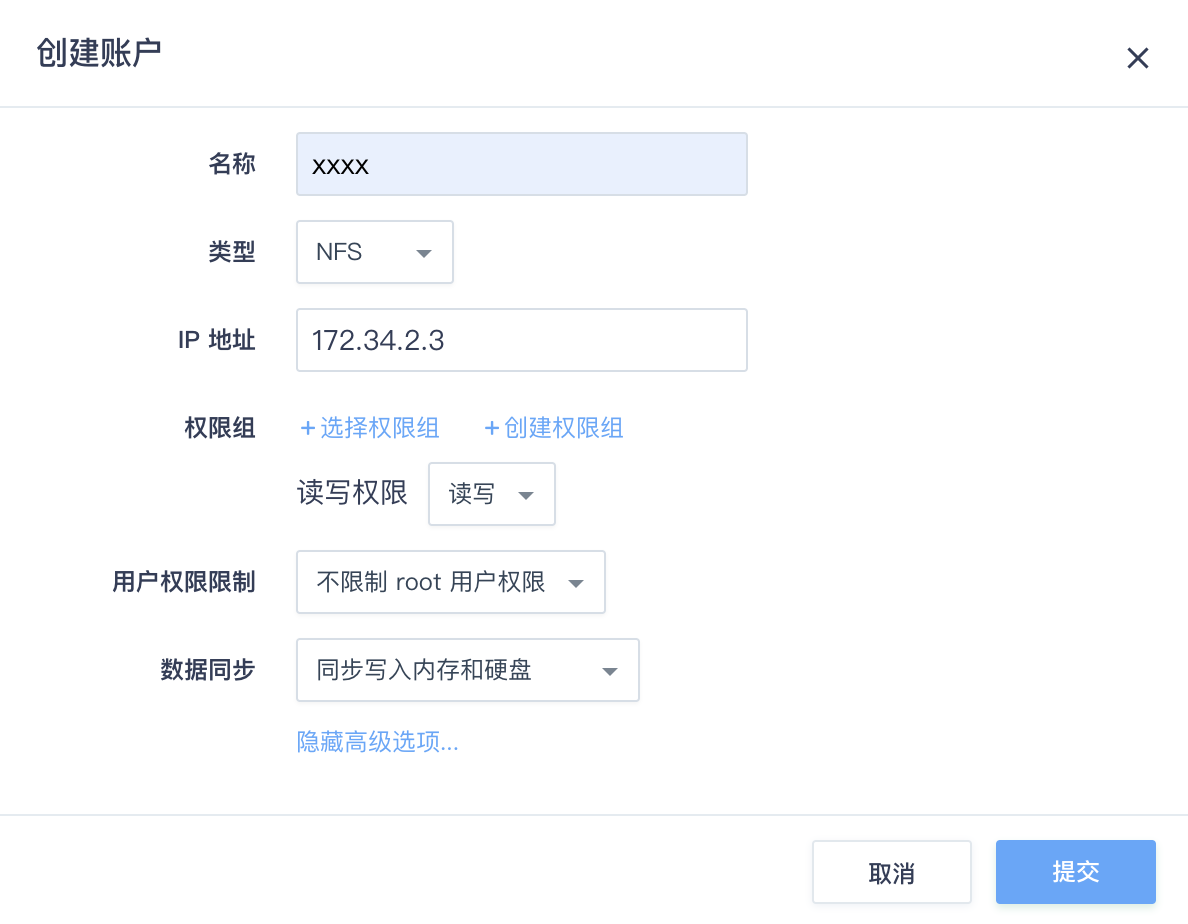 创建账户
名称 xxxx
类型 NFS
IP 地址 172.34.2.3
权限组 +选择权限组 +创建权限组
读写权限 读写
用户权限限制 不限制 root 用户权限
数据同步 同步写入内存和硬盘
隐藏高级选项...
取消 提交